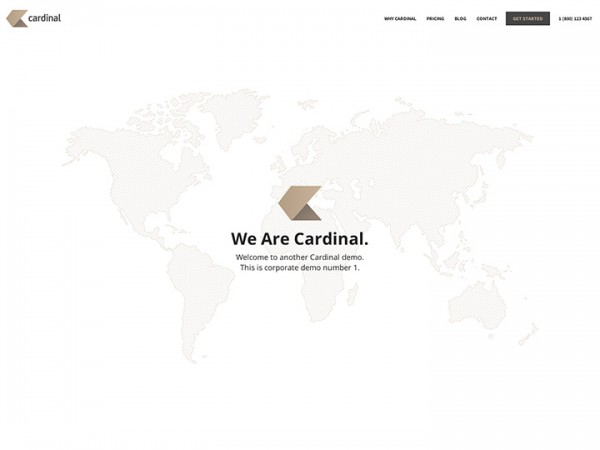 cardinal
WHY CARDINAL PRICING BLOG CONTACT GET STARTED 1 (800) 123 4567
We Are Cardinal.
Welcome to another Cardinal demo.
This is corporate demo number 1.